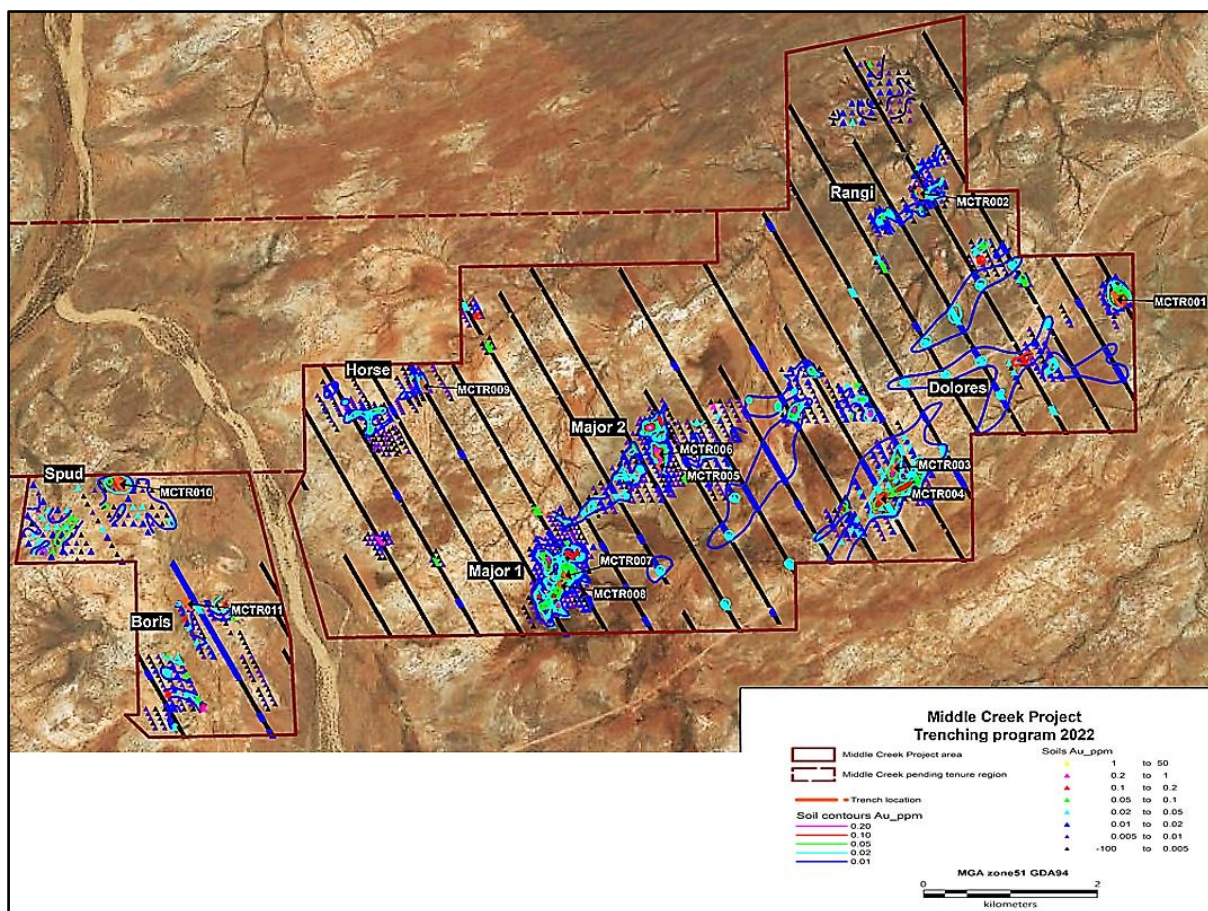 Rangi
MCTR002
MCTR001
Horse
MCTR009
Dolores
Major 2
MCTR006
MCTR005
MCTR003
MCTR004
Spud
MCTR010
Major 1
MCTR007
MCTR008
Boris
MCTR011
Middle Creek Project
Trenching program 2022
Middle Creek Project area
Middle Creek pending tenure region
Trench location
Soil contours Au_ppm
0.20
0.10
0.05
0.02
0.01
Soils Au_ppm
1 to 50
0.2 to 1
0.1 to 0.2
0.05 to 0.1
0.02 to 0.05
0.01 to 0.02
0.005 to 0.01
-100 to 0.005
MGA zone51 GDA94
0 2
kilometers